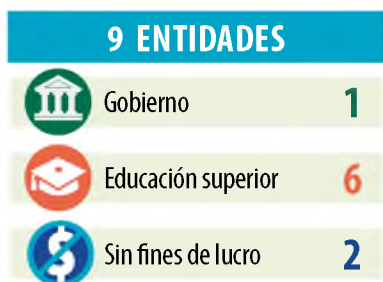 9 ENTIDADES
Gobierno 1
Educación superior 6
Sin fines de lucro 2